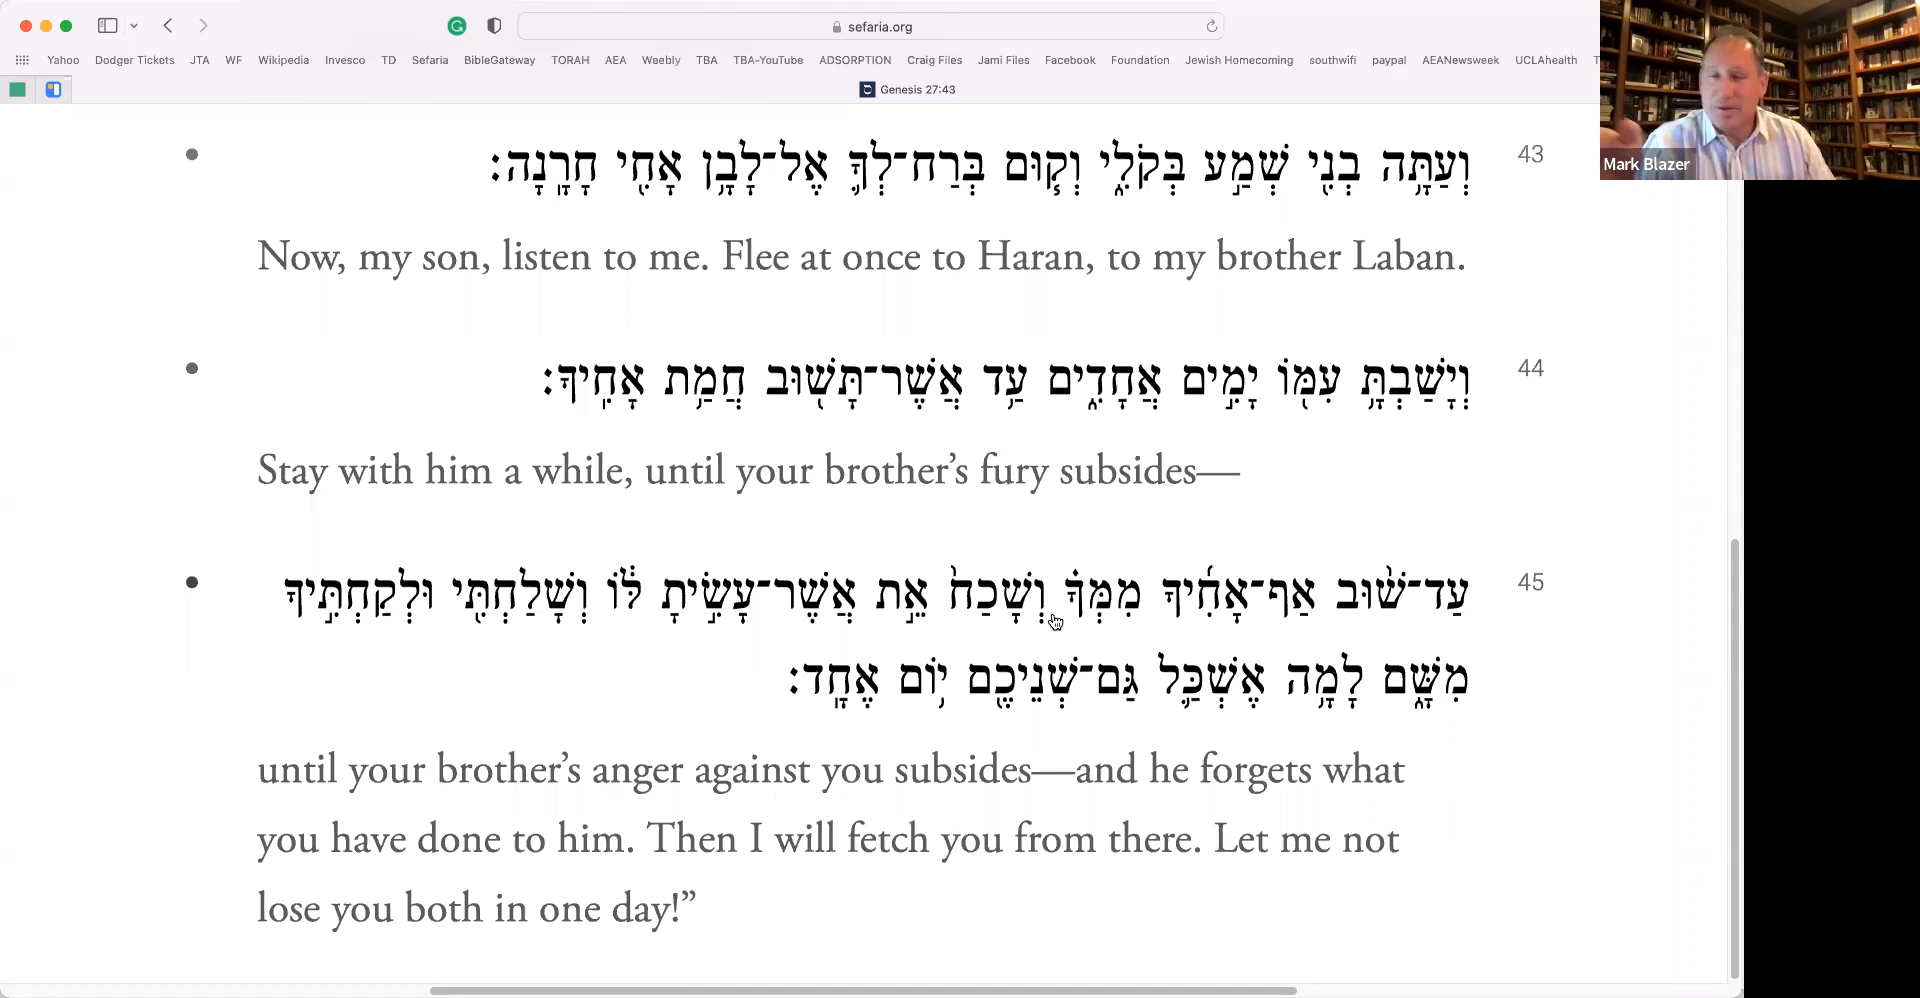 sefaria.org
Yahoo Dodger Tickets JTA WF Wikipedia Invesco TD Sefaria BibleGateway TORAH AEA Weebly TBA TBA-YouTube ADSORPTION Craig Files Jami Files Facebook Foundation Jewish Homecoming southwifi paypal AEANewsweek UCLAhealth
Genesis 27:43
Mark Blazer
43
וְעַתָּ֥ה בְנִ֖י שְׁמַ֣ע בְּקֹלִ֑י וְק֧וּם בְּרַח־לְךָ֛ אֶל־לָבָ֥ן אָחִ֖י חָרָֽנָה׃
Now, my son, listen to me. Flee at once to Haran, to my brother Laban.
44
וְיָשַׁבְתָּ֥ עִמּ֖וֹ יָמִ֣ים אֲחָדִ֑ים עַ֥ד אֲשֶׁר־תָּשׁ֖וּב חֲמַ֥ת אָחִֽיךָ׃
Stay with him a while, until your brother’s fury subsides—
45
עַד־שׁ֨וּב אַף־אָחִ֜יךָ מִמְּךָ֗ וְשָׁכַח֙ אֵ֣ת אֲשֶׁר־עָשִׂ֣יתָ לּ֔וֹ וְשָׁלַחְתִּ֖י וּלְקַחְתִּ֣יךָ
מִשָּׁ֑ם לָמָ֥ה אֶשְׁכַּ֛ל גַּם־שְׁנֵיכֶ֖ם י֥וֹם אֶחָֽד׃
until your brother’s anger against you subsides—and he forgets what
you have done to him. Then I will fetch you from there. Let me not
lose you both in one day!”